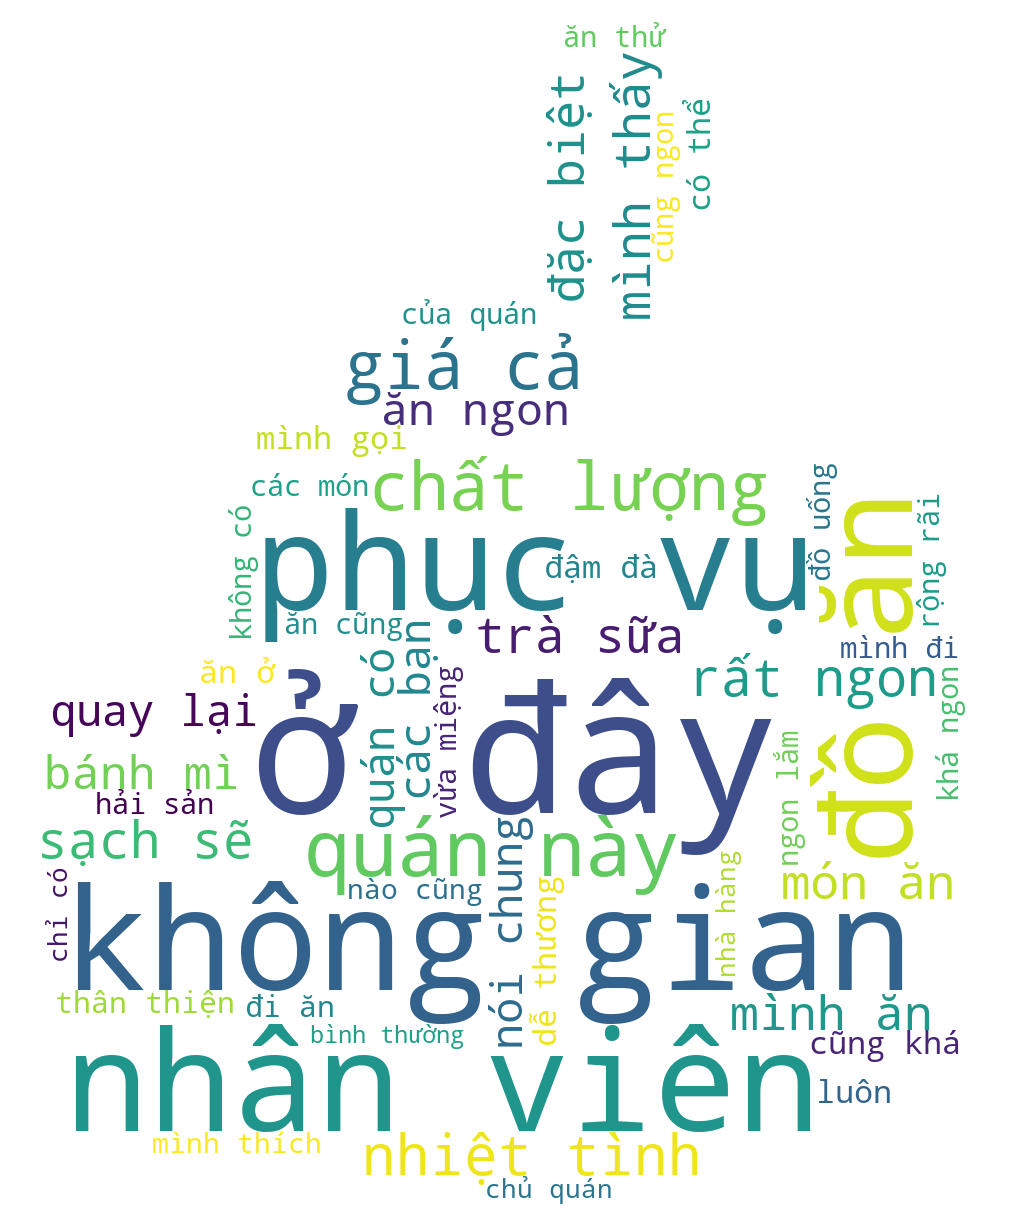 ăn thử
đặc biệt
mình thấy
cũng ngon
có thể
của quán
giá cả
ăn ngon
mình gọi
các món
chất lượng
không có
phục vụ
đậm đà
đồ uống
đồ ăn
rộng rãi
ăn cũng
trà sữa
mình đi
ăn ở
quán có
các bạn
vừa miệng
rất ngon
khá ngon
quay lại
ở đây
bánh mì
hải sản
ngon lắm
sạch sẽ
quán này
món ăn
chỉ có
không gian
nào cũng
nói chung
dễ thương
nhà hàng
thân thiện
đi ăn
mình ăn
bình thường
cũng khá
nhân viên
luôn
mình thích
nhiệt tình
chủ quán